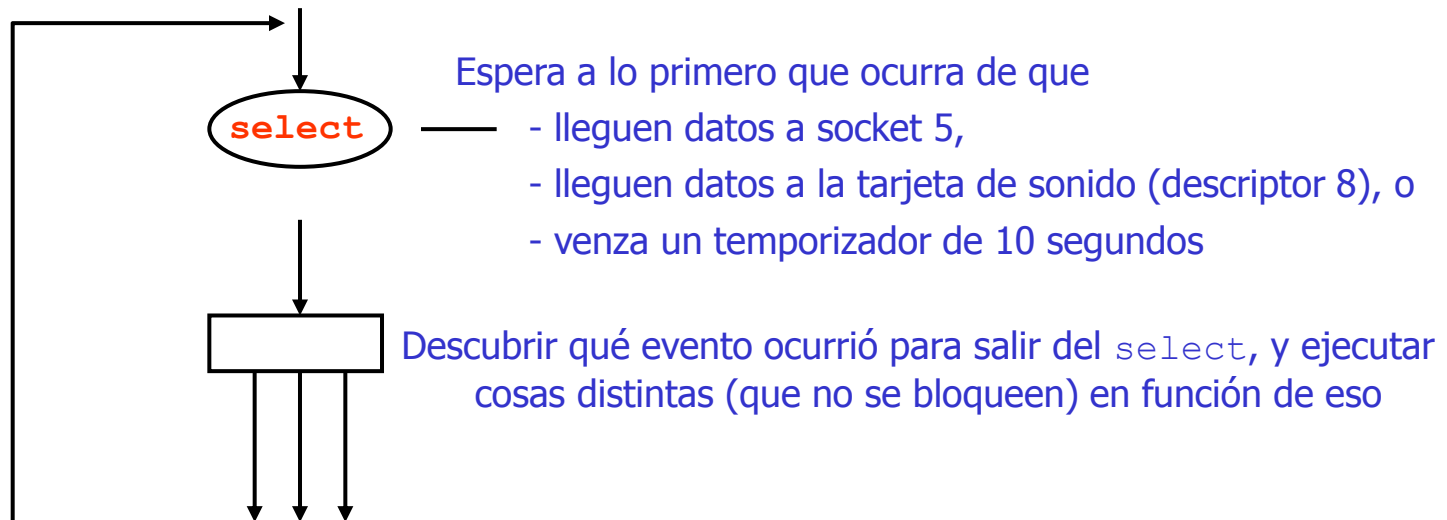 Espera a lo primero que ocurra de que
select
- lleguen datos a socket 5,
- lleguen datos a la tarjeta de sonido (descriptor 8), o
- venza un temporizador de 10 segundos
Descubrir qué evento ocurrió para salir del select, y ejecutar
cosas distintas (que no se bloqueen) en función de eso